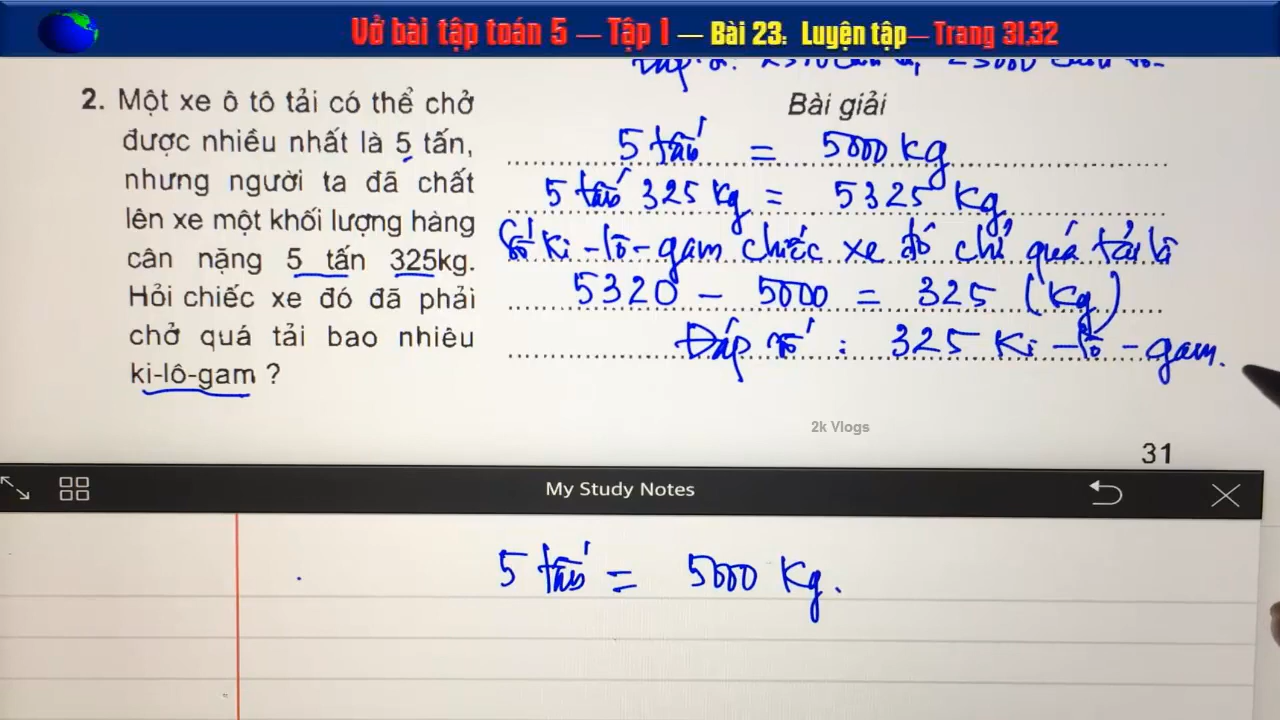 Vở bài tập toán 5 – Tập 1 – Bài 23: Luyện tập – Trang 31,32
2. Một xe ô tô tải có thể chở
được nhiều nhất là 5 tấn,
nhưng người ta đã chất
lên xe một khối lượng hàng
cân nặng 5 tấn 325kg.
Hỏi chiếc xe đó đã phải
chở quá tải bao nhiêu
ki-lô-gam ?
Bài giải
5 tấn = 5000 kg
5 tấn 325 kg = 5325 kg
Số ki-lô-gam chiếc xe đó chở quá tải là
5320 - 5000 = 325 (kg)
Đáp số : 325 ki-lô-gam.
2k Vlogs
31
My Study Notes
5 tấn = 5000 kg.